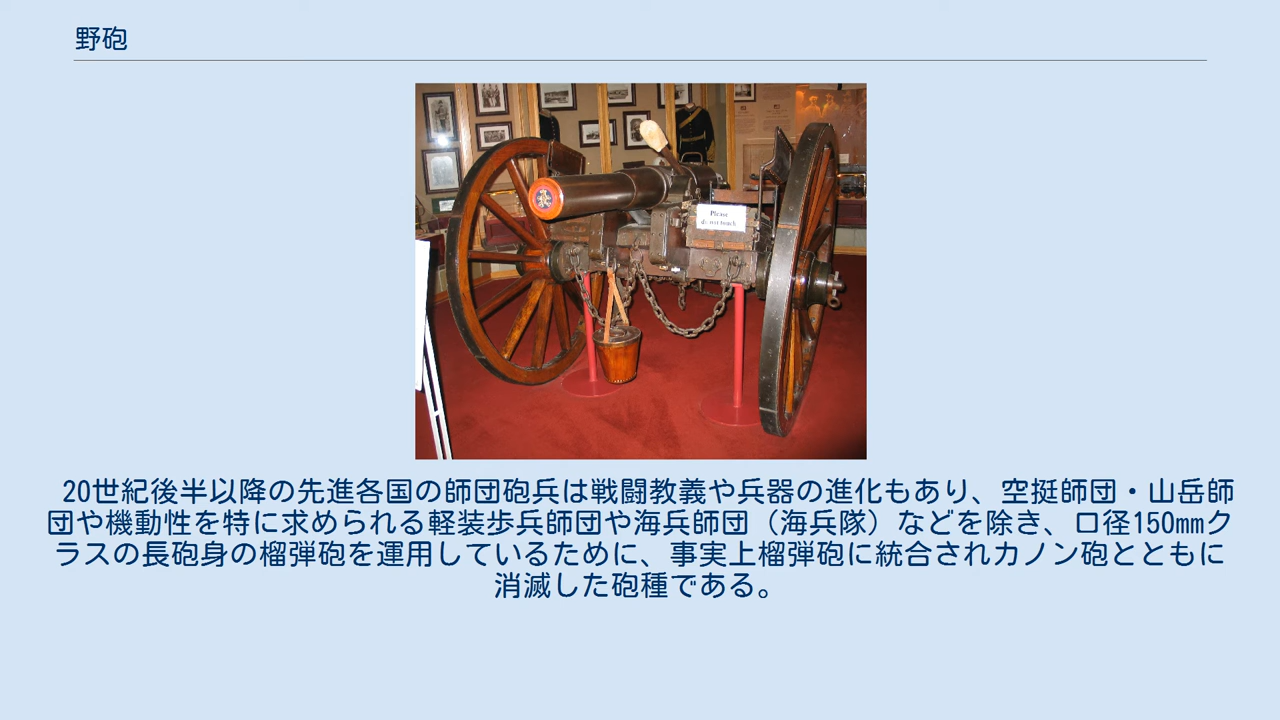 野砲
Please
do not touch
20世紀後半以降の先進各国の師団砲兵は戦闘教義や兵器の進化もあり、空挺師団・山岳師
団や機動性を特に求められる軽装歩兵師団や海兵師団（海兵隊）などを除き、口径150mmク
ラスの長砲身の榴弾砲を運用しているために、事実上榴弾砲に統合されカノン砲とともに
消滅した砲種である。